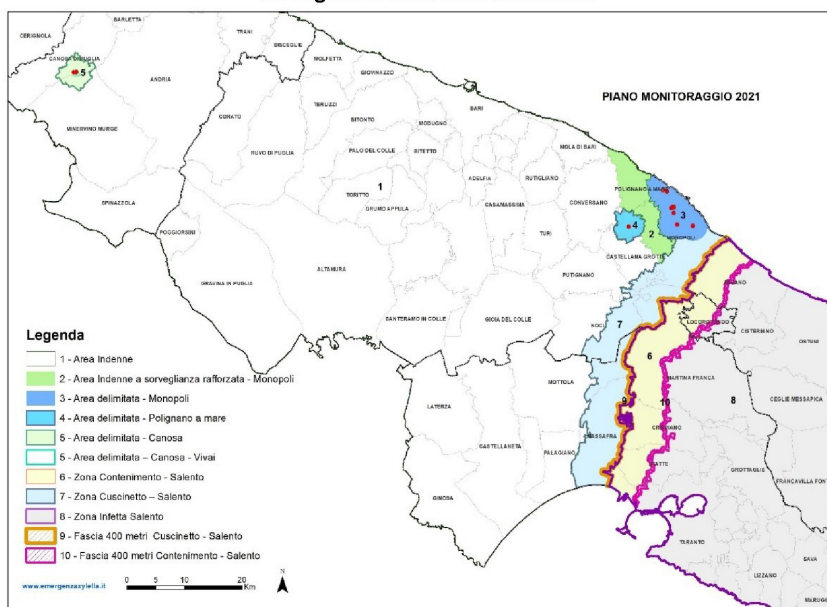 BARLETTA
CERIGNOLA
TRANI
BISCEGLIE
MOLFETTA
CANOSA DI PUGLIA
5
GIOVINAZZO
ANDRIA
BARI
PIANO MONITORAGGIO 2021
TERLIZZI
CORATO
BITONTO
MODUGNO
MINERVINO MURGE
MOLA DI BARI
RUVO DI PUGLIA
PALO DEL COLLE
BITETTO
ADELFIA
RUTIGLIANO
POLIGNANO A MARE
1
TORITTO
CONVERSANO
SPINAZZOLA
GRUMO APPULA
CASAMASSIMA
3
4
2
MONOPOLI
POGGIORSINI
TURI
CASTELLANA GROTTE
ALTAMURA
PUTIGNANO
GRAVINA IN PUGLIA
FASANO
SANTERAMO IN COLLE
GIOIA DEL COLLE
NOCI
7
LOCOROTONDO
CISTERNINO
OSTUNI
6
MOTTOLA
MARTINA FRANCA
LATERZA
9
10
8
CEGLIE MESSAPICA
CASTELLANETA
MASSAFRA
CRISPIANO
PALAGIANO
STATTE
GROTTAGLIE
FRANCAVILLA FONT
GINOSA
TARANTO
SAVA
LIZZANO
MARUGG
Legenda
1 - Area Indenne
2 - Area Indenne a sorveglianza rafforzata - Monopoli
3 - Area delimitata - Monopoli
4 - Area delimitata - Polignano a mare
5 - Area delimitata - Canosa
5 - Area delimitata – Canosa - Vivai
6 - Zona Contenimento - Salento
7 - Zona Cuscinetto – Salento
8 - Zona Infetta Salento
9 - Fascia 400 metri Cuscinetto - Salento
10 - Fascia 400 metri Contenimento - Salento
www.emergenzaxylella.it
0 5 10 20
Km
N